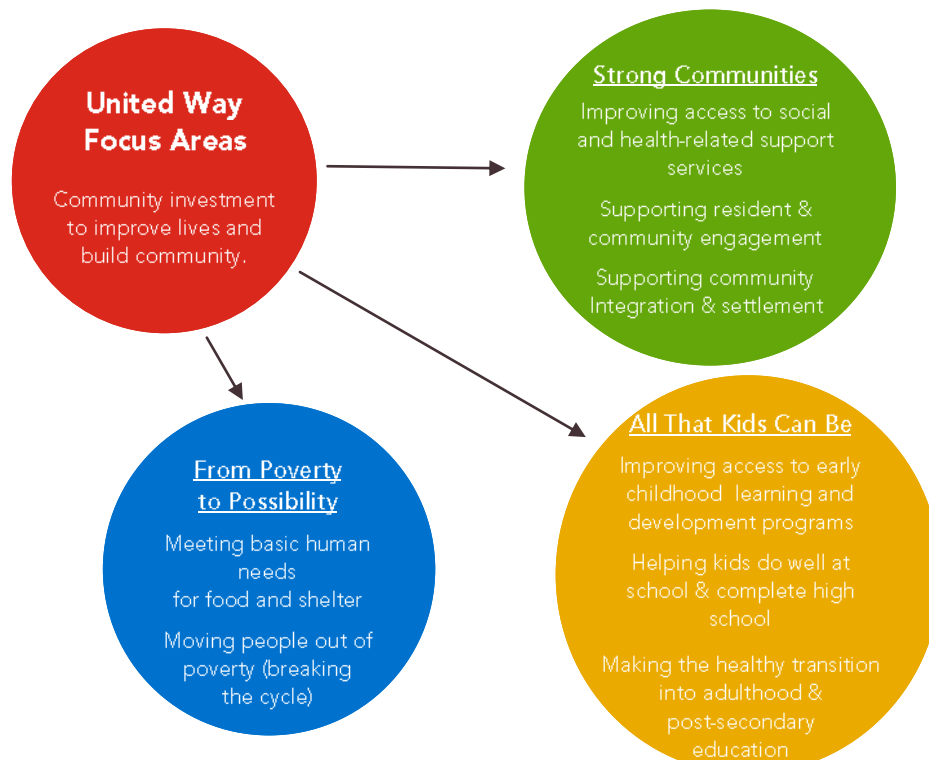 United Way
Focus Areas
Community investment
to improve lives and
build community.
Strong Communities
Improving access to social
and health-related support
services
Supporting resident &
community engagement
Supporting community
Integration & settlement
From Poverty
to Possibility
Meeting basic human
needs
for food and shelter
Moving people out of
poverty (breaking
the cycle)
All That Kids Can Be
Improving access to early
childhood learning and
development programs
Helping kids do well at
school & complete high
school
Making the healthy transition
into adulthood &
post-secondary
education